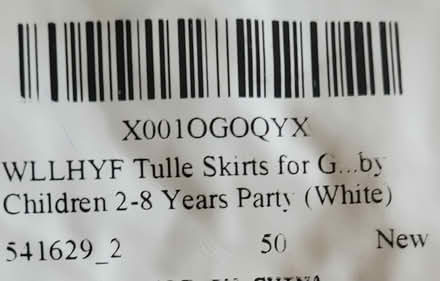 X001OGOQYX
WLLHYF Tulle Skirts for G...by
Children 2-8 Years Party (White)
541629_2 50 New